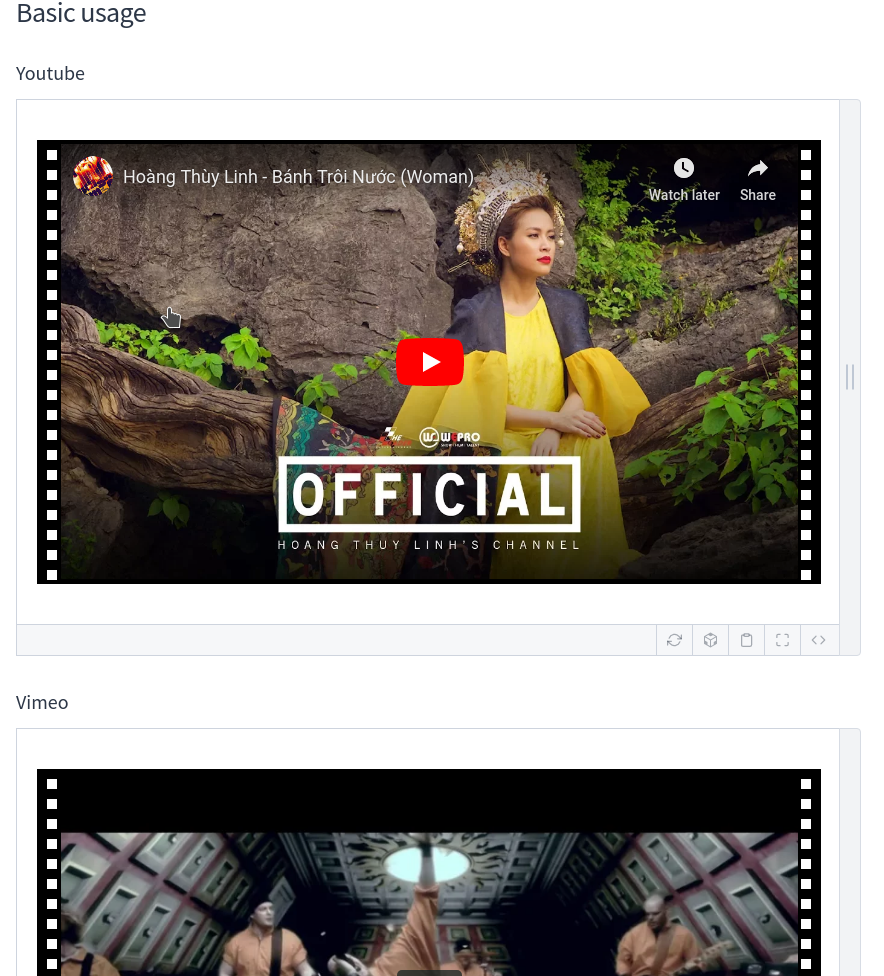 Basic usage
Youtube
Hoàng Thùy Linh - Bánh Trôi Nước (Woman)
Watch later
Share
WEPRO
OFFICIAL
HOANG THUY LINH'S CHANNEL
Vimeo